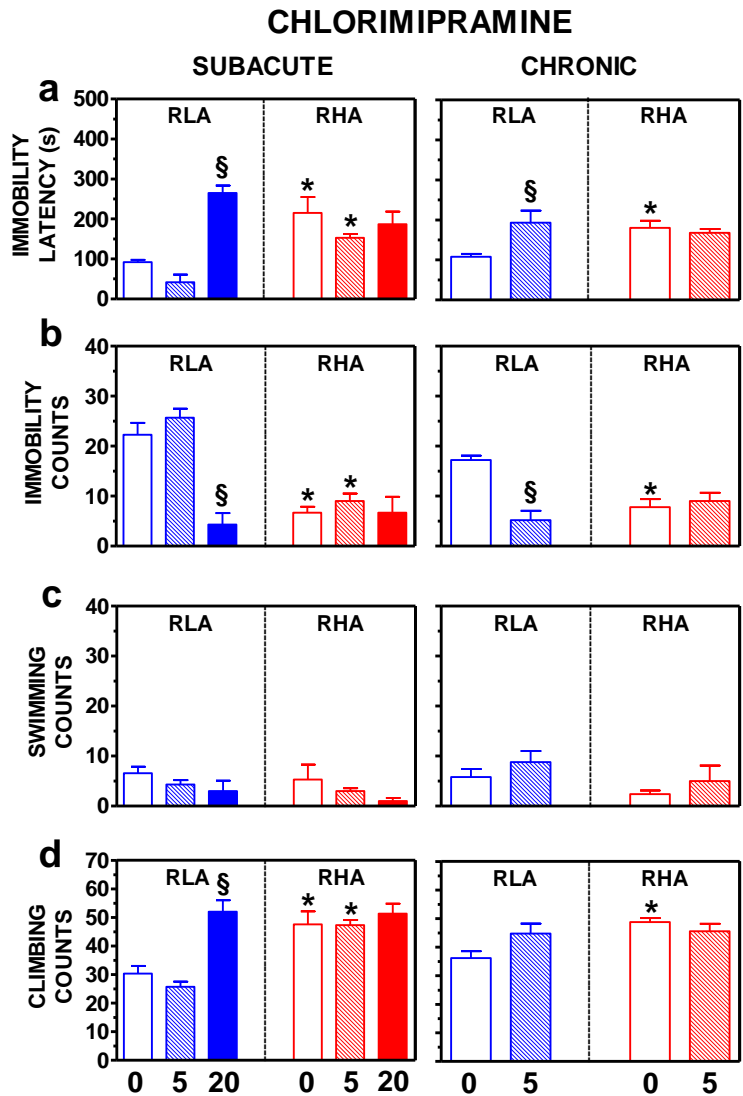 CHLORIMIPRAMINE
SUBACUTE CHRONIC
a
IMMOBILITY
LATENCY (s)
500
400
300
200
100
0
RLA RHA RLA RHA
§ * * § *
b
IMMOBILITY
COUNTS
40
30
20
10
0
RLA RHA RLA RHA
§ * * § *
c
SWIMMING
COUNTS
40
30
20
10
0
RLA RHA RLA RHA
d
CLIMBING
COUNTS
70
60
50
40
30
20
10
0
RLA RHA RLA RHA
§ * * *
0 5 20 0 5 20 0 5 0 5